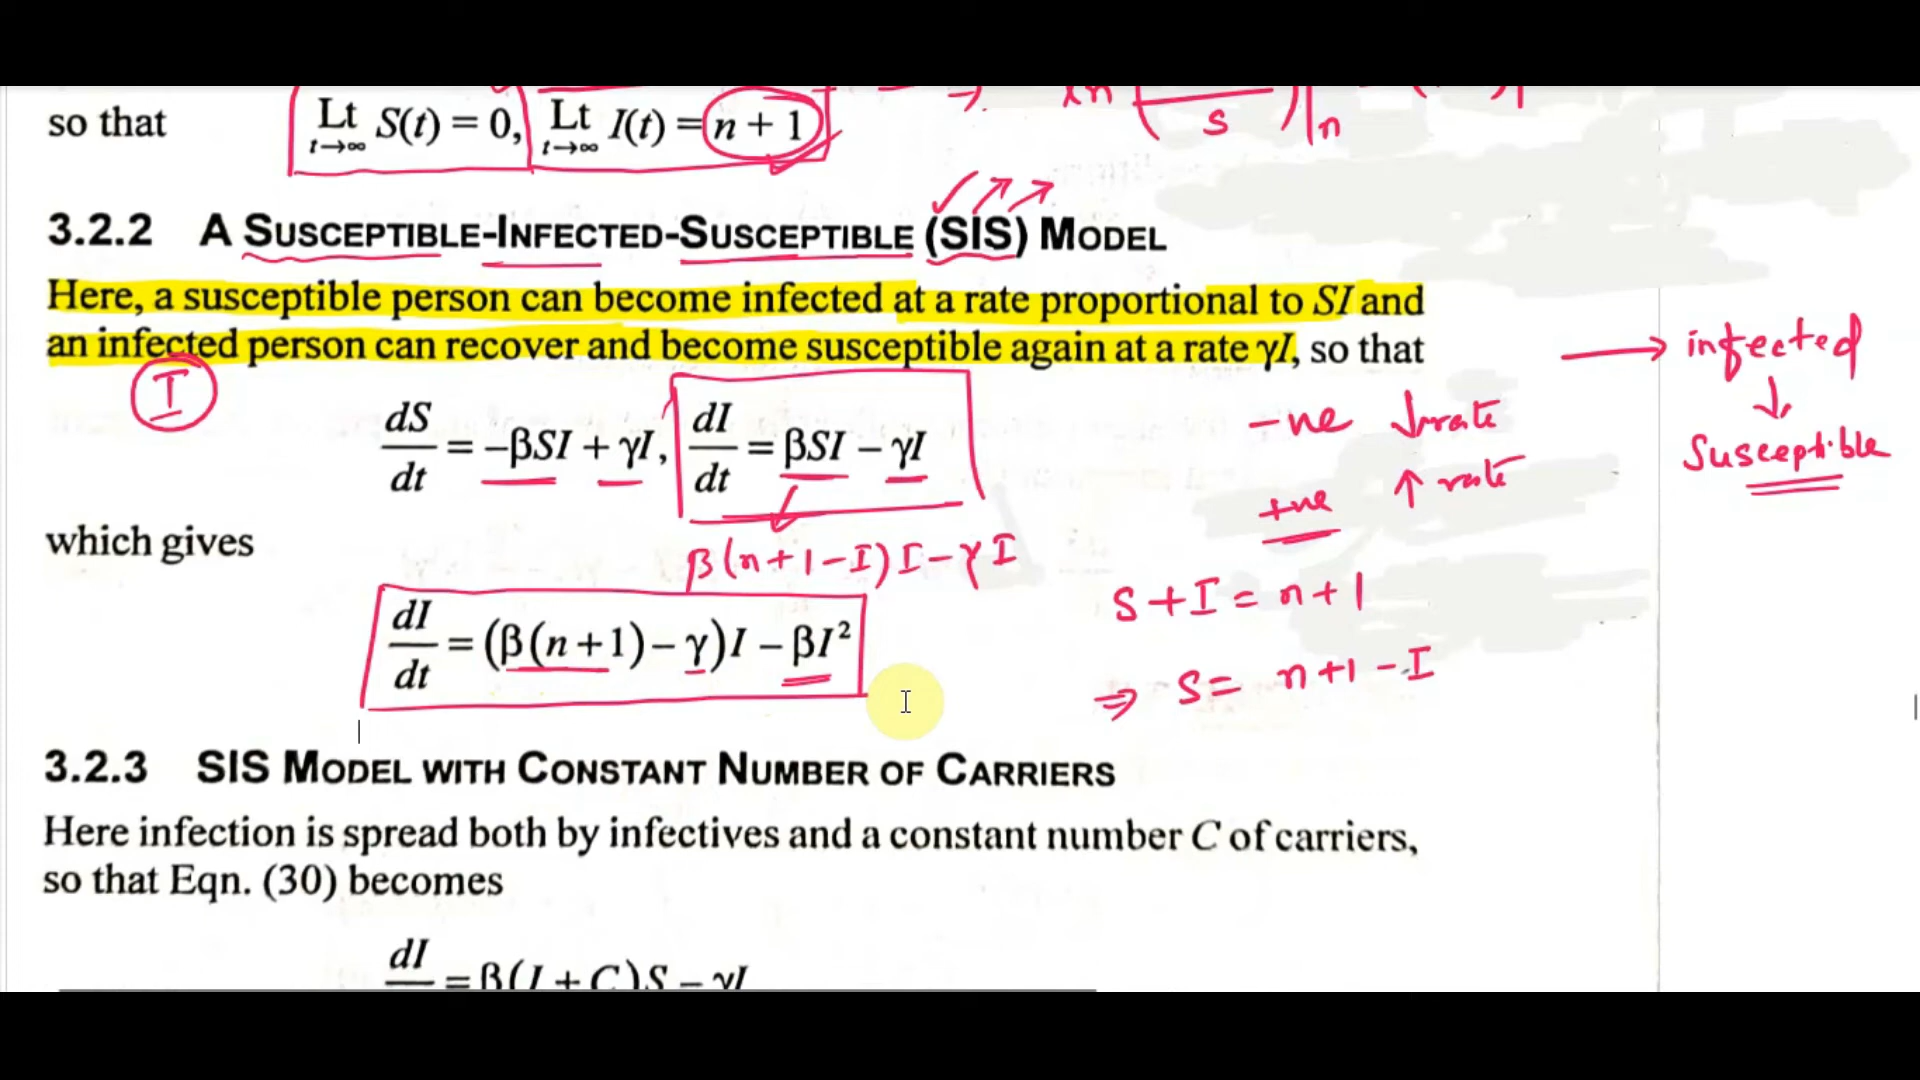 so that Lt t→∞ S(t) = 0, Lt t→∞ I(t) = n + 1
S n
3.2.2 A SUSCEPTIBLE-INFECTED-SUSCEPTIBLE (SIS) MODEL
Here, a susceptible person can become infected at a rate proportional to SI and
an infected person can recover and become susceptible again at a rate γI, so that
I
dS/dt = –βSI + γI, dI/dt = βSI – γI
-ve ↓rate
+ve ↑ rate
→ infected
↓
Susceptible
which gives
β(n+1-I)I-γI
dI/dt = (β(n+1) – γ)I – βI²
S+I = n+1
⇒ S = n+1-I
3.2.3 SIS MODEL WITH CONSTANT NUMBER OF CARRIERS
Here infection is spread both by infectives and a constant number C of carriers,
so that Eqn. (30) becomes
dI = β(I + C)S – γI